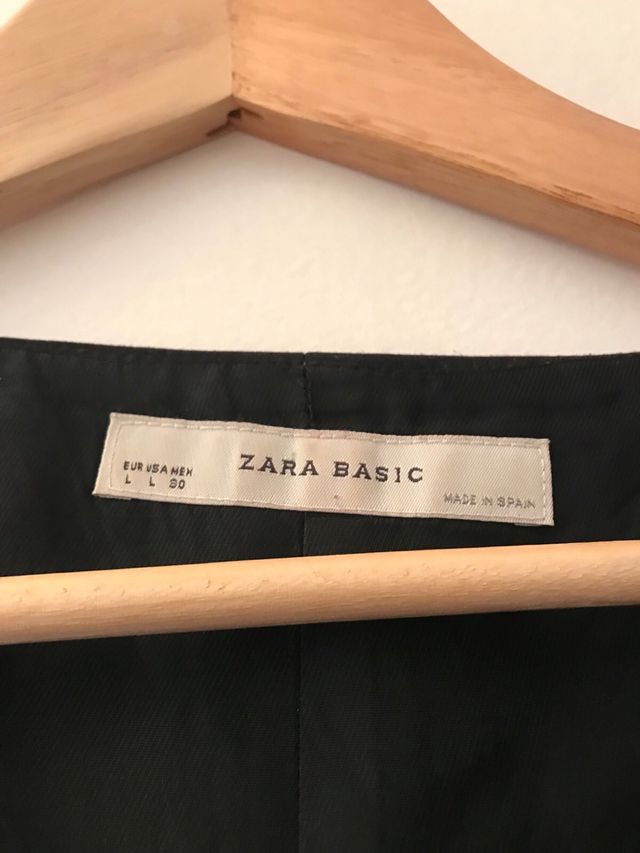 EUR USA MEX
L L 30
ZARA BASIC
MADE IN SPAIN